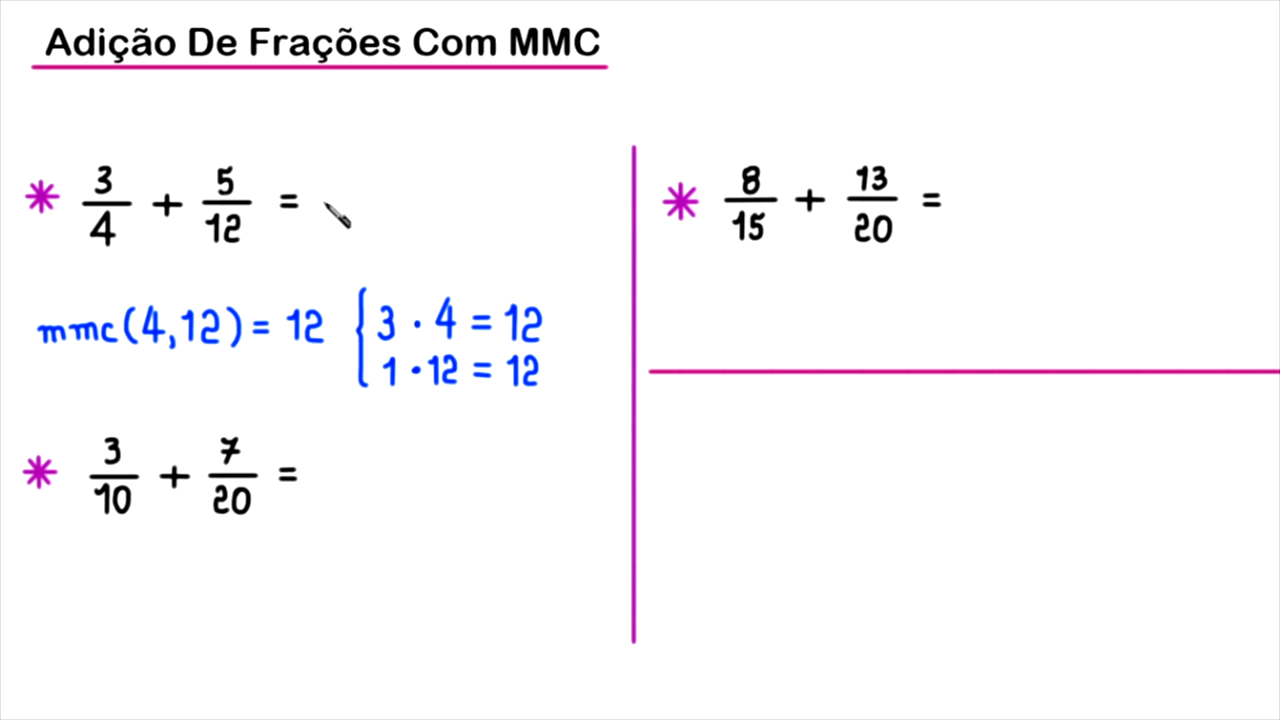 Adição De Frações Com MMC
* 3/4 + 5/12 =
mmc(4,12) = 12 { 3 · 4 = 12
1 · 12 = 12
* 3/10 + 7/20 =
* 8/15 + 13/20 =